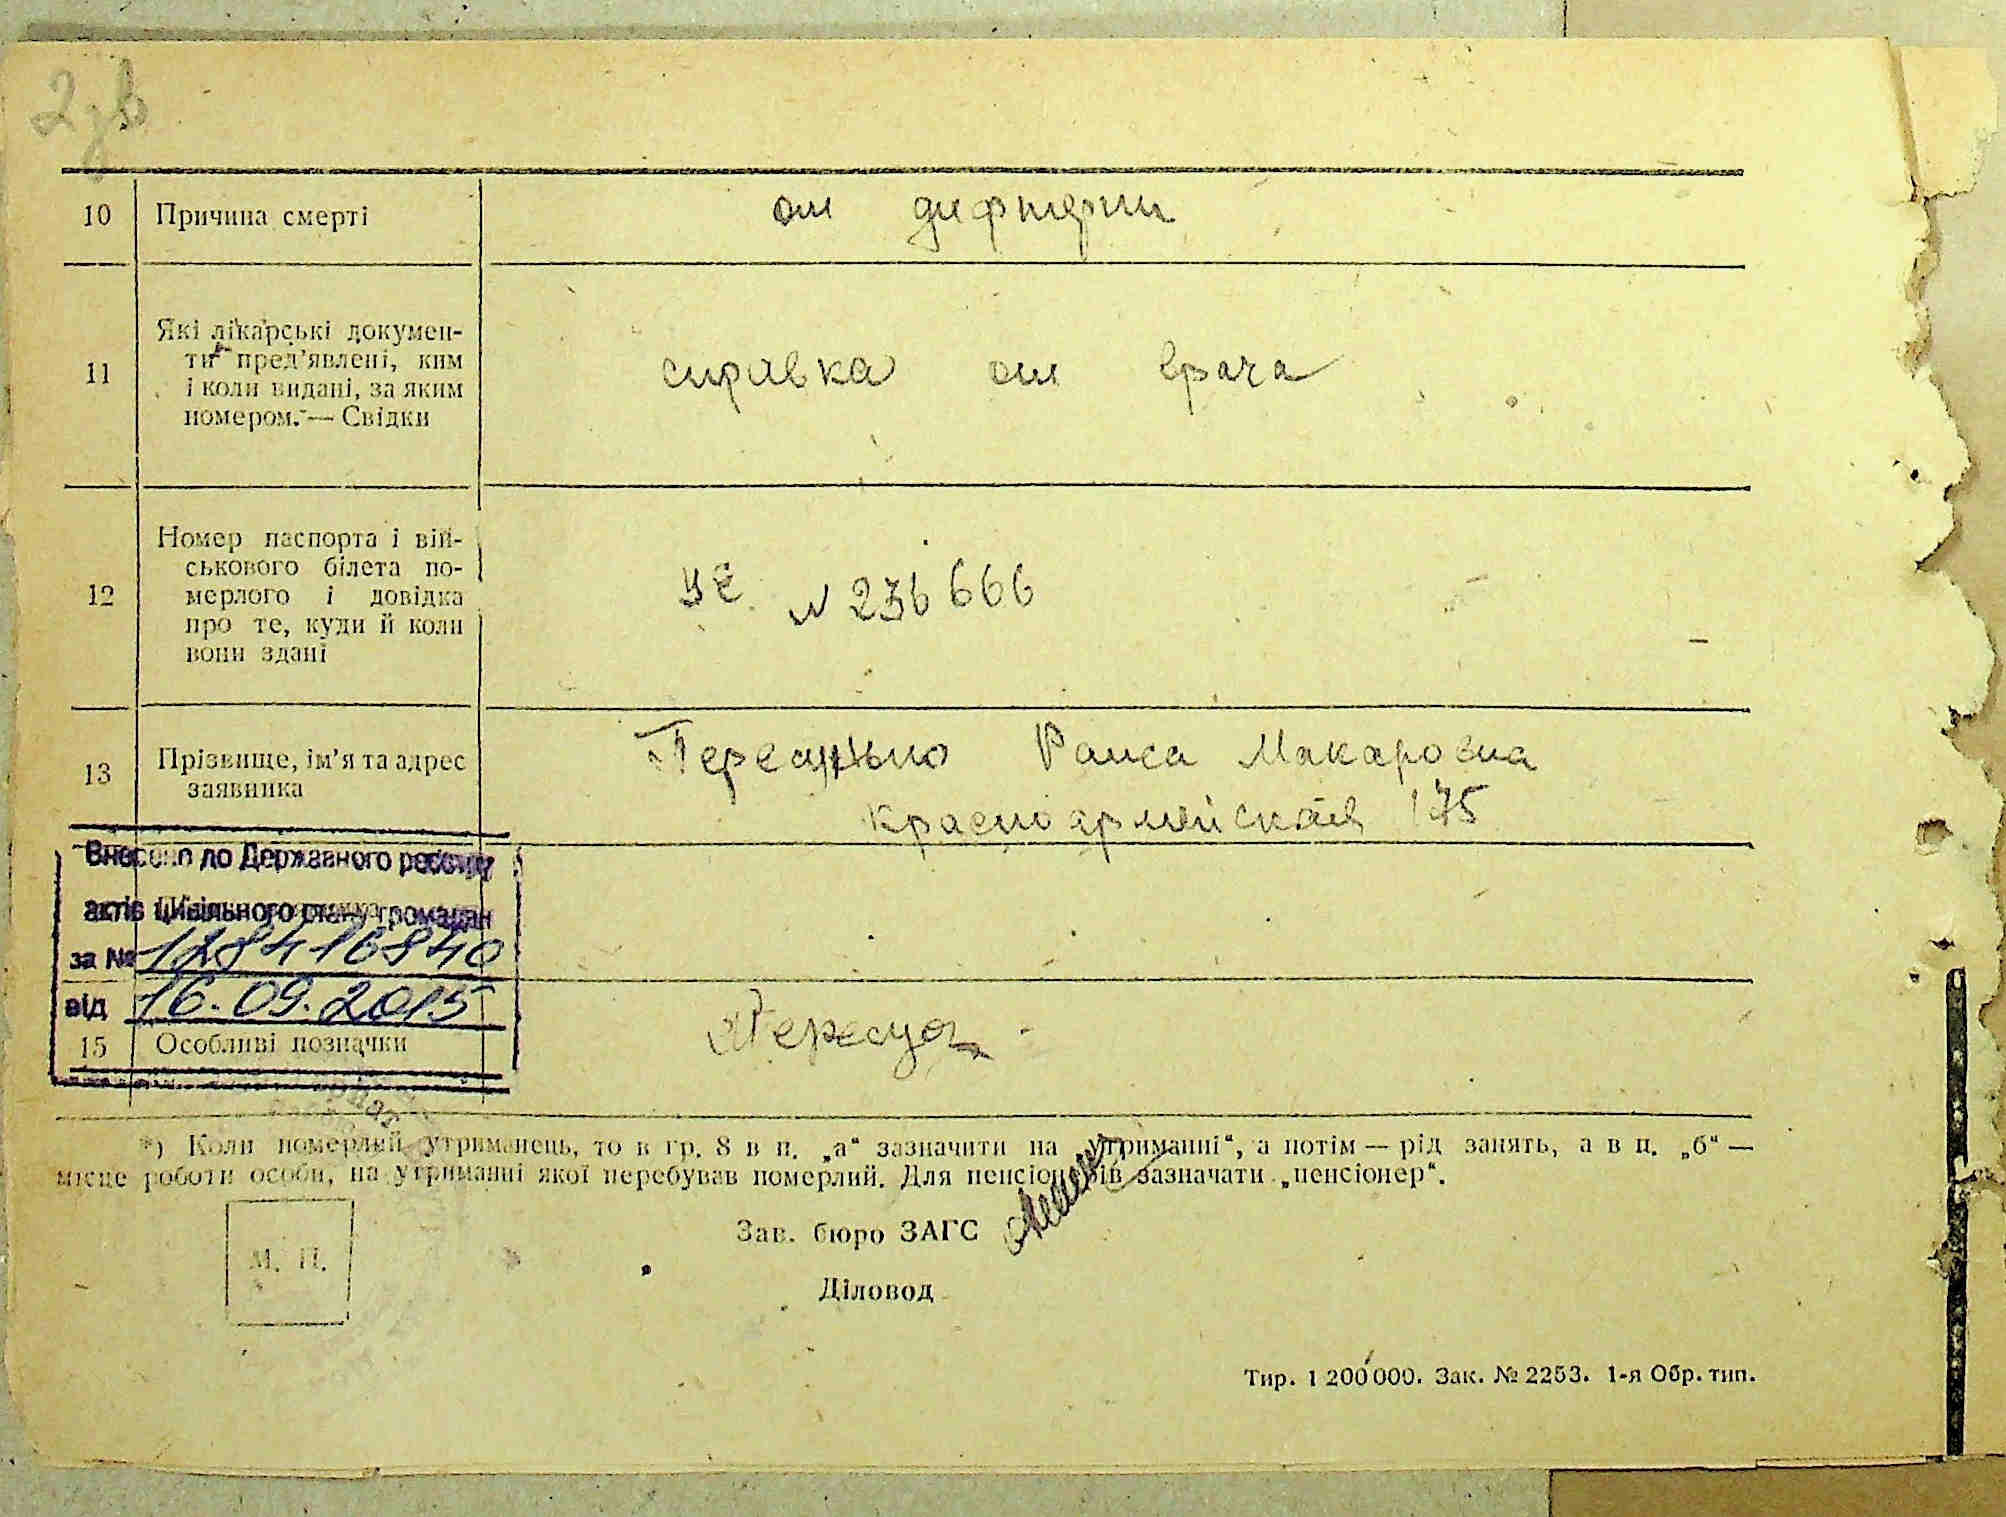 2дв
10 Причина смерті от дифтерии
11 Які лікарські докумен-
ти пред’явлені, ким
і коли видані, за яким
номером. — Свідки
справка от врача
12 Номер паспорта і вій-
ськового білета по-
мерлого і довідка
про те, куди й коли
вони здані
№ 236666
13 Прізвище, ім’я та адрес
заявника
Раиса Макаровна
красноармейская 175
Внесено до Державного реєстру
актів цивільного стану громадян
за № 128416840
від 16.09.2015
15 Особливі позначки
*) Коли померлий утриманець, то в гр. 8 в п. „а“ зазначити на „утриманні“, а потім — рід занять, а в п. „б“ —
місце роботи особи, на утриманні якої перебував померлий. Для пенсіонерів зазначати „пенсіонер“.
М. П.
Зав. бюро ЗАГС
Діловод
Тир. 1 200 000. Зак. № 2253. 1-я Обр. тип.